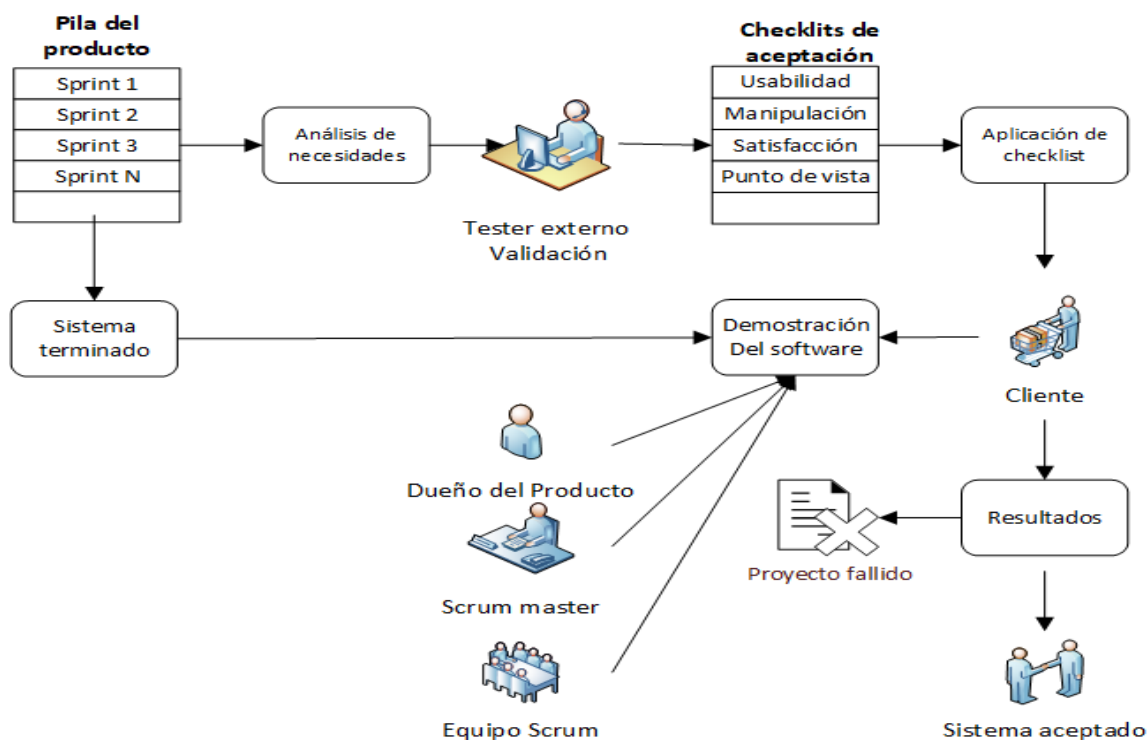 Pila del
producto
Sprint 1
Sprint 2
Sprint 3
Sprint N
Análisis de
necesidades
Tester externo
Validación
Checklits de
aceptación
Usabilidad
Manipulación
Satisfacción
Punto de vista
Aplicación de
checklist
Sistema
terminado
Demostración
Del software
Cliente
Dueño del Producto
Scrum master
Equipo Scrum
Resultados
Proyecto fallido
Sistema aceptado